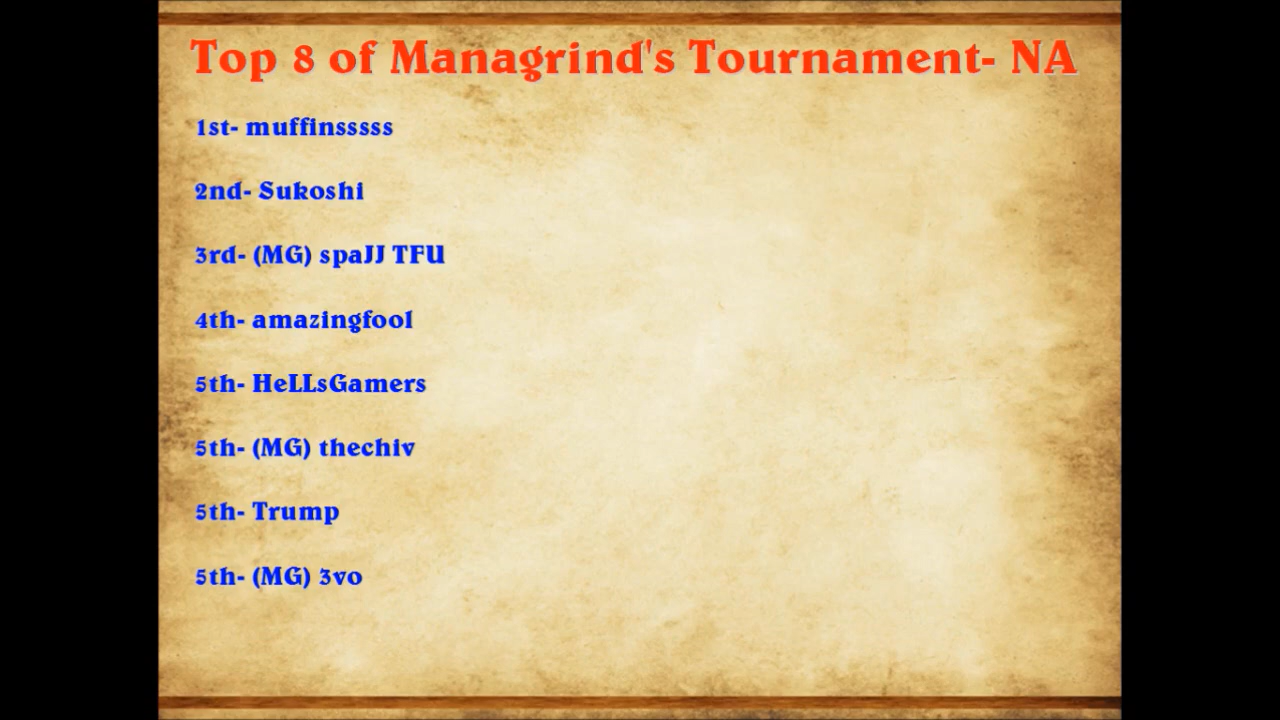 Top 8 of Managrind's Tournament- NA
1st- muffinsssss
2nd- Sukoshi
3rd- (MG) spaJJ TFU
4th- amazingfool
5th- HeLLsGamers
5th- (MG) thechiv
5th- Trump
5th- (MG) 3vo